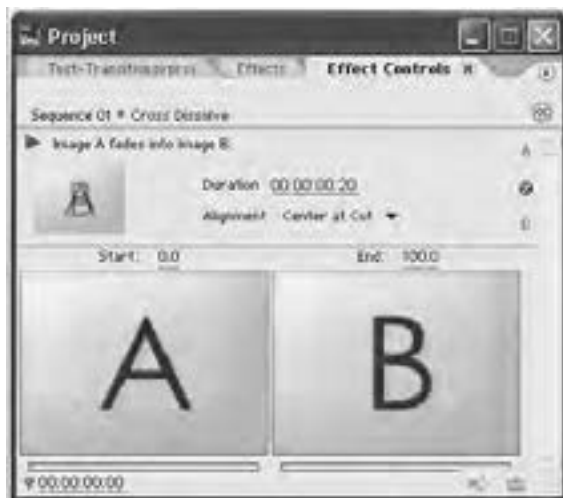 Project
Effects Effect Controls ×
Sequence 01 * Cross Dissolve
Image A fades into Image B.
A
Duration 00:00:00:20
Alignment Center at Cut
Start: 0.0 End: 100.0
A B
00:00:00:00